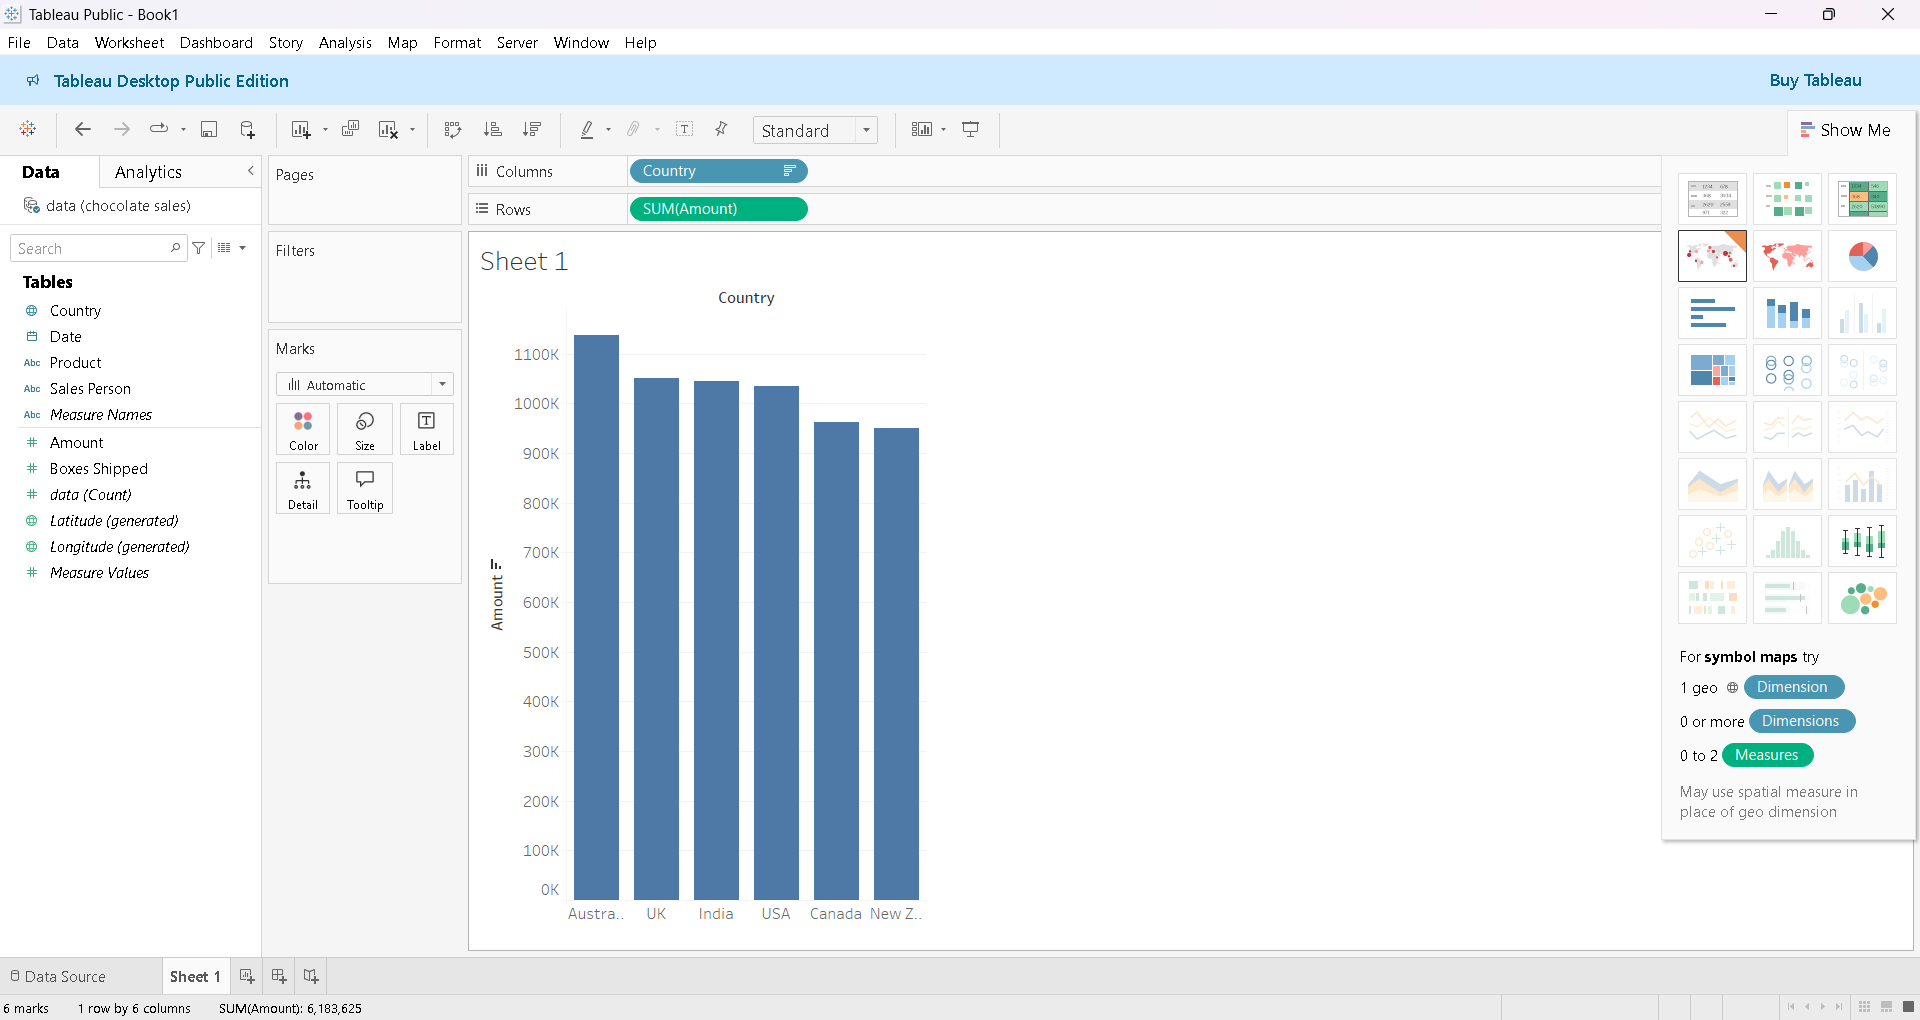 Tableau Public - Book1
File Data Worksheet Dashboard Story Analysis Map Format Server Window Help
Tableau Desktop Public Edition
Buy Tableau
Standard
Show Me
Data
Analytics
data (chocolate sales)
Search
Tables
Country
Date
Abc Product
Abc Sales Person
Abc Measure Names
Amount
Boxes Shipped
data (Count)
Latitude (generated)
Longitude (generated)
Measure Values
Pages
Filters
Marks
Automatic
Color
Size
Label
Detail
Tooltip
Columns
Country
Rows
SUM(Amount)
Sheet 1
Country
Amount
1100K
1000K
900K
800K
700K
600K
500K
400K
300K
200K
100K
0K
Austra.. UK India USA Canada New Z..
For symbol maps try
1 geo Dimension
0 or more Dimensions
0 to 2 Measures
May use spatial measure in
place of geo dimension
Data Source
Sheet 1
6 marks 1 row by 6 columns SUM(Amount): 6,183,625